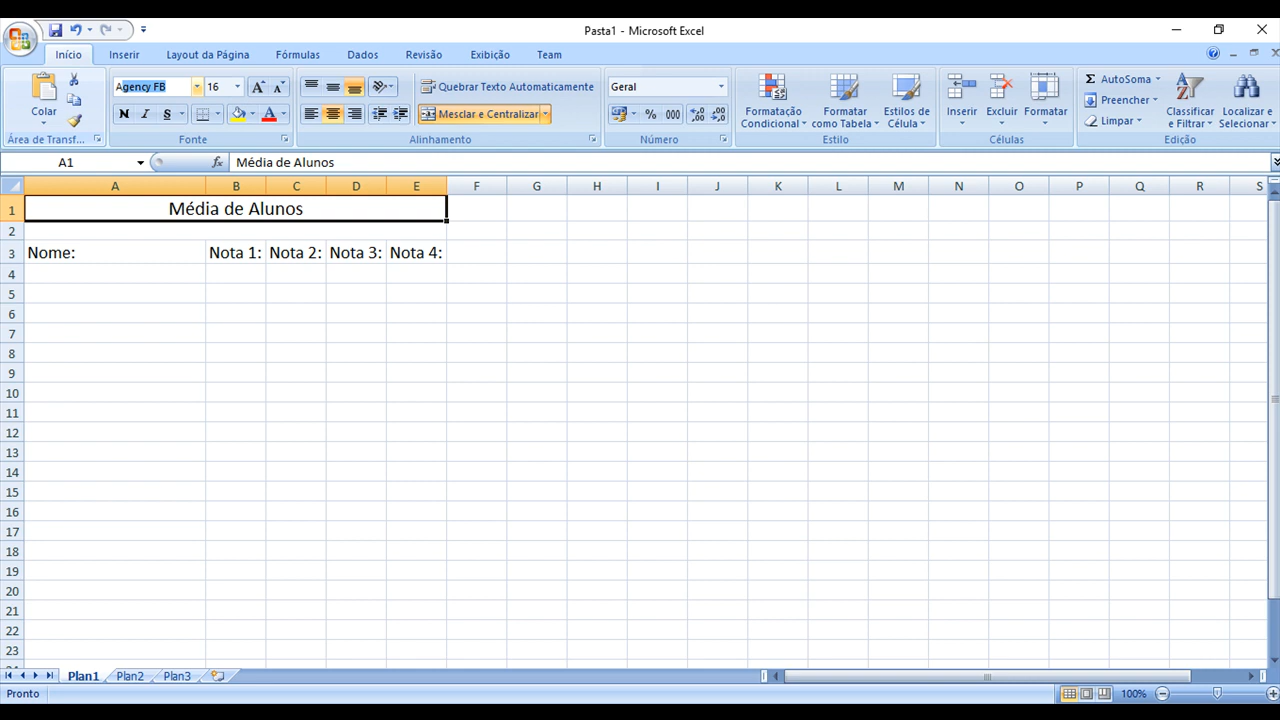 Pasta1 - Microsoft Excel
Início Inserir Layout da Página Fórmulas Dados Revisão Exibição Team
Colar
Área de Transf...
Agency FB 16
N I S
Fonte
Quebrar Texto Automaticamente
Mesclar e Centralizar
Alinhamento
Geral
% 000
Número
Formatação Condicional
Formatar como Tabela
Estilos de Célula
Estilo
Inserir Excluir Formatar
Células
AutoSoma
Preencher
Limpar
Classificar e Filtrar
Localizar e Selecionar
Edição
A1 fx Média de Alunos
A B C D E F G H I J K L M N O P Q R S
1 Média de Alunos
2
3 Nome: Nota 1: Nota 2: Nota 3: Nota 4:
4
5
6
7
8
9
10
11
12
13
14
15
16
17
18
19
20
21
22
23
Plan1 Plan2 Plan3
Pronto 100%